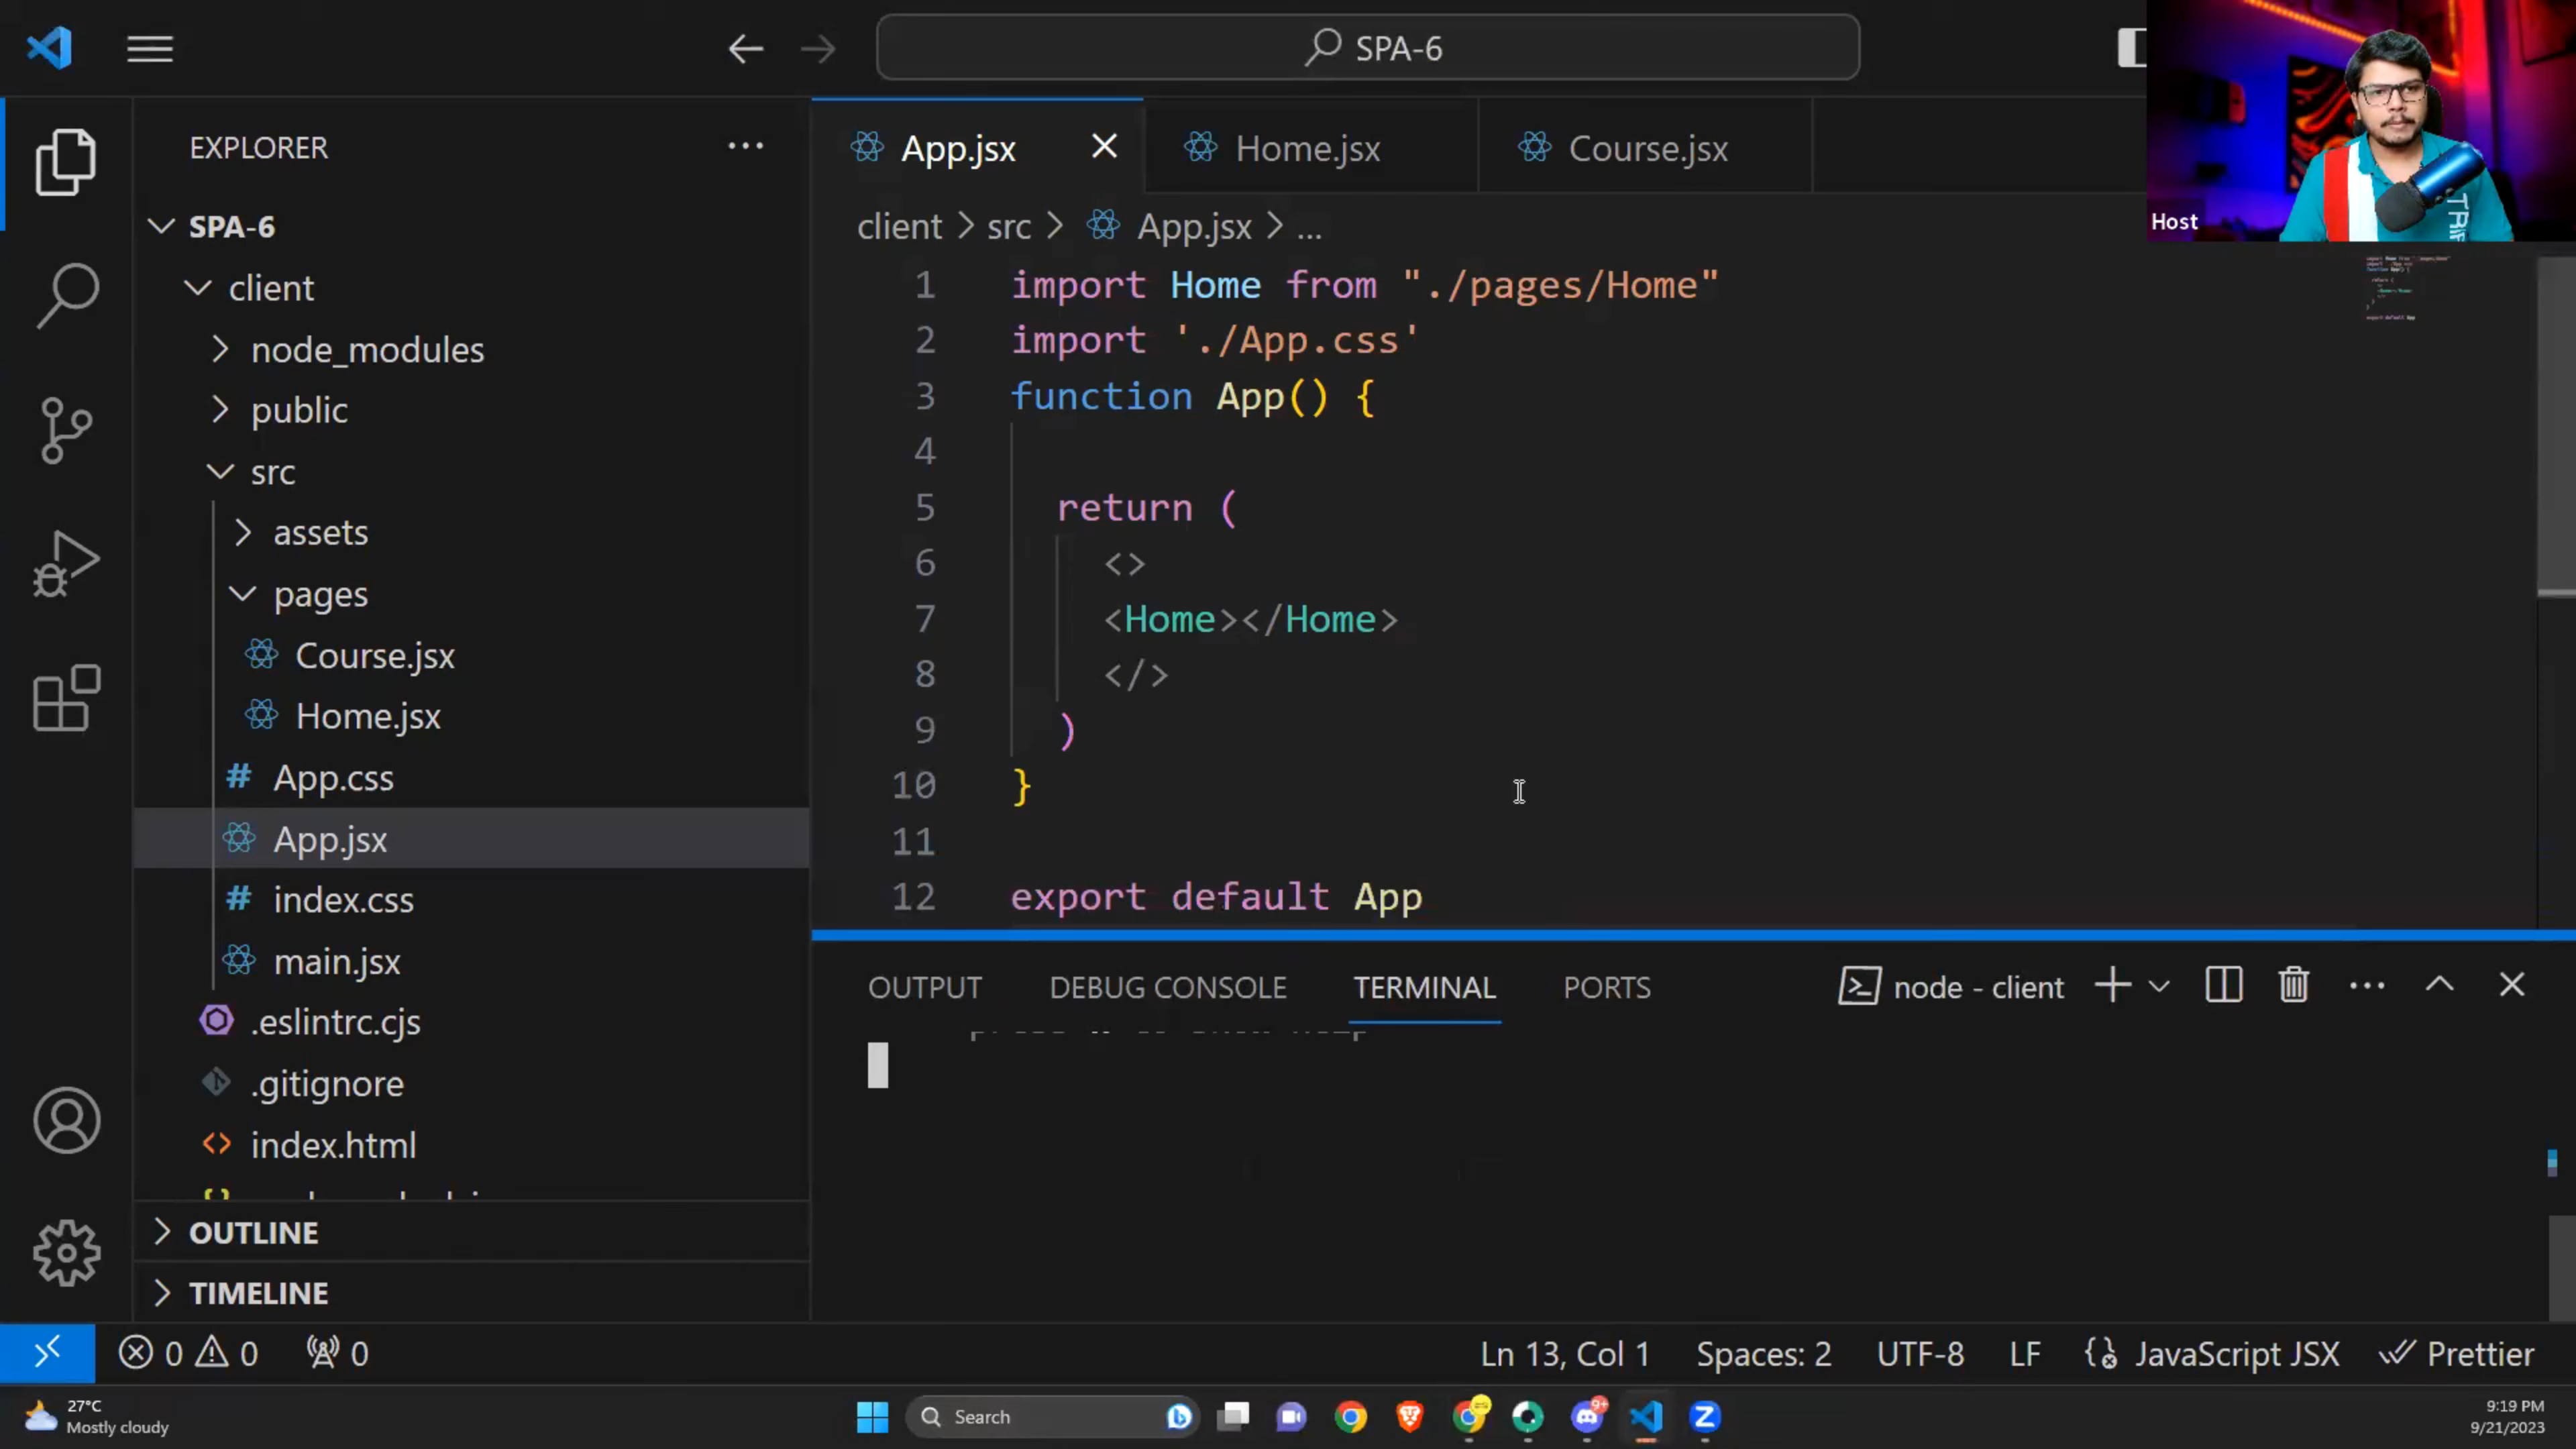 SPA-6
Host
EXPLORER
SPA-6
client
node_modules
public
src
assets
pages
Course.jsx
Home.jsx
App.css
App.jsx
index.css
main.jsx
.eslintrc.cjs
.gitignore
index.html
OUTLINE
TIMELINE
App.jsx
Home.jsx
Course.jsx
client > src > App.jsx > ...
1 import Home from "./pages/Home"
2 import './App.css'
3 function App() {
4
5 return (
6 <>
7 <Home></Home>
8 </>
9 )
10 }
11
12 export default App
OUTPUT DEBUG CONSOLE TERMINAL PORTS node - client
0 0 0 Ln 13, Col 1 Spaces: 2 UTF-8 LF JavaScript JSX Prettier
27°C
Mostly cloudy
Search
9+
9:19 PM
9/21/2023